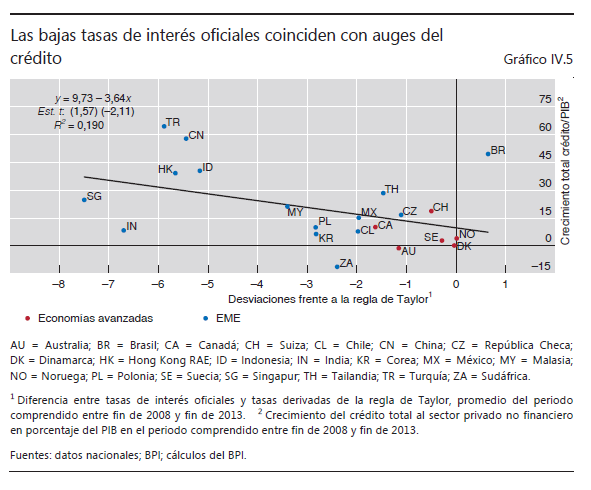 Las bajas tasas de interés oficiales coinciden con auges del
crédito
Gráfico IV.5
y = 9,73 – 3,64x
Est. t: (1,57) (–2,11)
R² = 0,190
75
60
45
30
15
0
–15
Crecimiento total crédito/PIB²
TR
CN
HK
ID
SG
IN
MY
PL
KR
ZA
TH
MX
CL
CA
CZ
CH
AU
SE
NO
DK
BR
–8 –7 –6 –5 –4 –3 –2 –1 0 1
Desviaciones frente a la regla de Taylor¹
Economias avanzadas
EME
AU = Australia; BR = Brasil; CA = Canadá; CH = Suiza; CL = Chile; CN = China; CZ = República Checa;
DK = Dinamarca; HK = Hong Kong RAE; ID = Indonesia; IN = India; KR = Corea; MX = México; MY = Malasia;
NO = Noruega; PL = Polonia; SE = Suecia; SG = Singapur; TH = Tailandia; TR = Turquía; ZA = Sudáfrica.
¹ Diferencia entre tasas de interés oficiales y tasas derivadas de la regla de Taylor, promedio del periodo
comprendido entre fin de 2008 y fin de 2013. ² Crecimiento del crédito total al sector privado no financiero
en porcentaje del PIB en el periodo comprendido entre fin de 2008 y fin de 2013.
Fuentes: datos nacionales; BPI; cálculos del BPI.